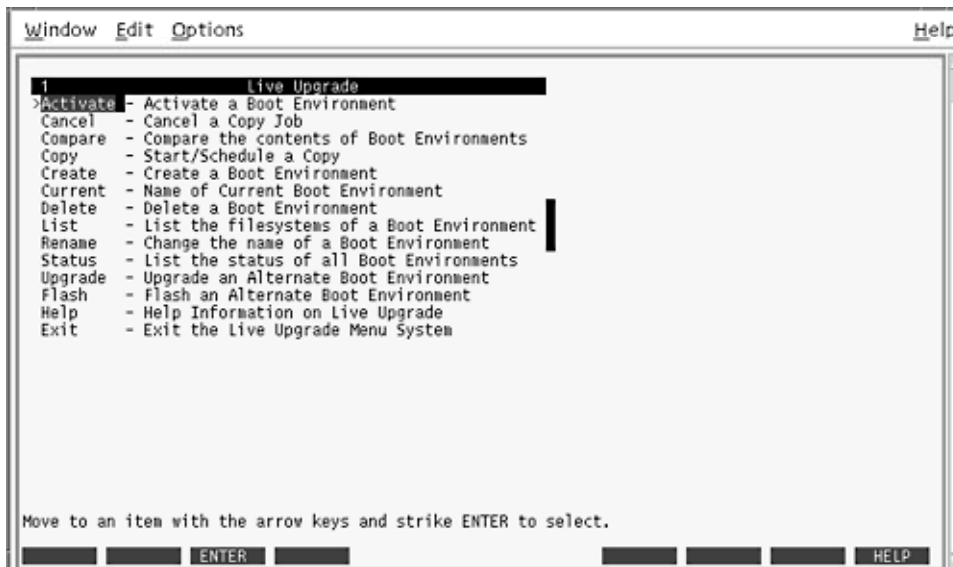 Window Edit Options Help
1 Live Upgrade
>Activate - Activate a Boot Environment
Cancel - Cancel a Copy Job
Compare - Compare the contents of Boot Environments
Copy - Start/Schedule a Copy
Create - Create a Boot Environment
Current - Name of Current Boot Environment
Delete - Delete a Boot Environment
List - List the filesystems of a Boot Environment
Rename - Change the name of a Boot Environment
Status - List the status of all Boot Environments
Upgrade - Upgrade an Alternate Boot Environment
Flash - Flash an Alternate Boot Environment
Help - Help Information on Live Upgrade
Exit - Exit the Live Upgrade Menu System
Move to an item with the arrow keys and strike ENTER to select.
ENTER HELP